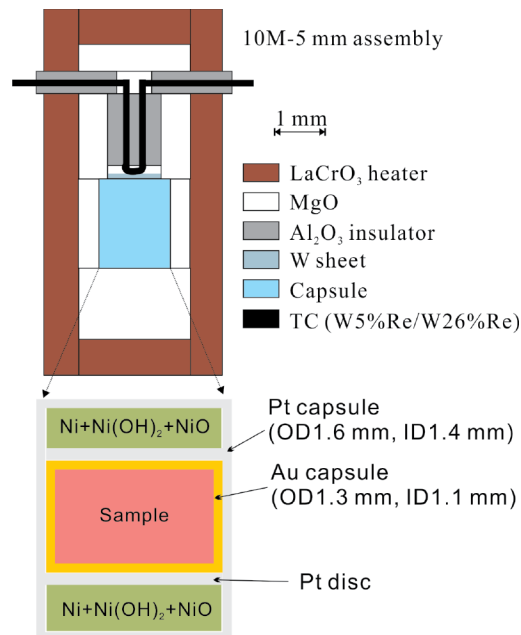 10M-5 mm assembly
1 mm
LaCrO₃ heater
MgO
Al₂O₃ insulator
W sheet
Capsule
TC (W5%Re/W26%Re)
Ni+Ni(OH)₂+NiO
Pt capsule
(OD1.6 mm, ID1.4 mm)
Au capsule
(OD1.3 mm, ID1.1 mm)
Sample
Pt disc
Ni+Ni(OH)₂+NiO